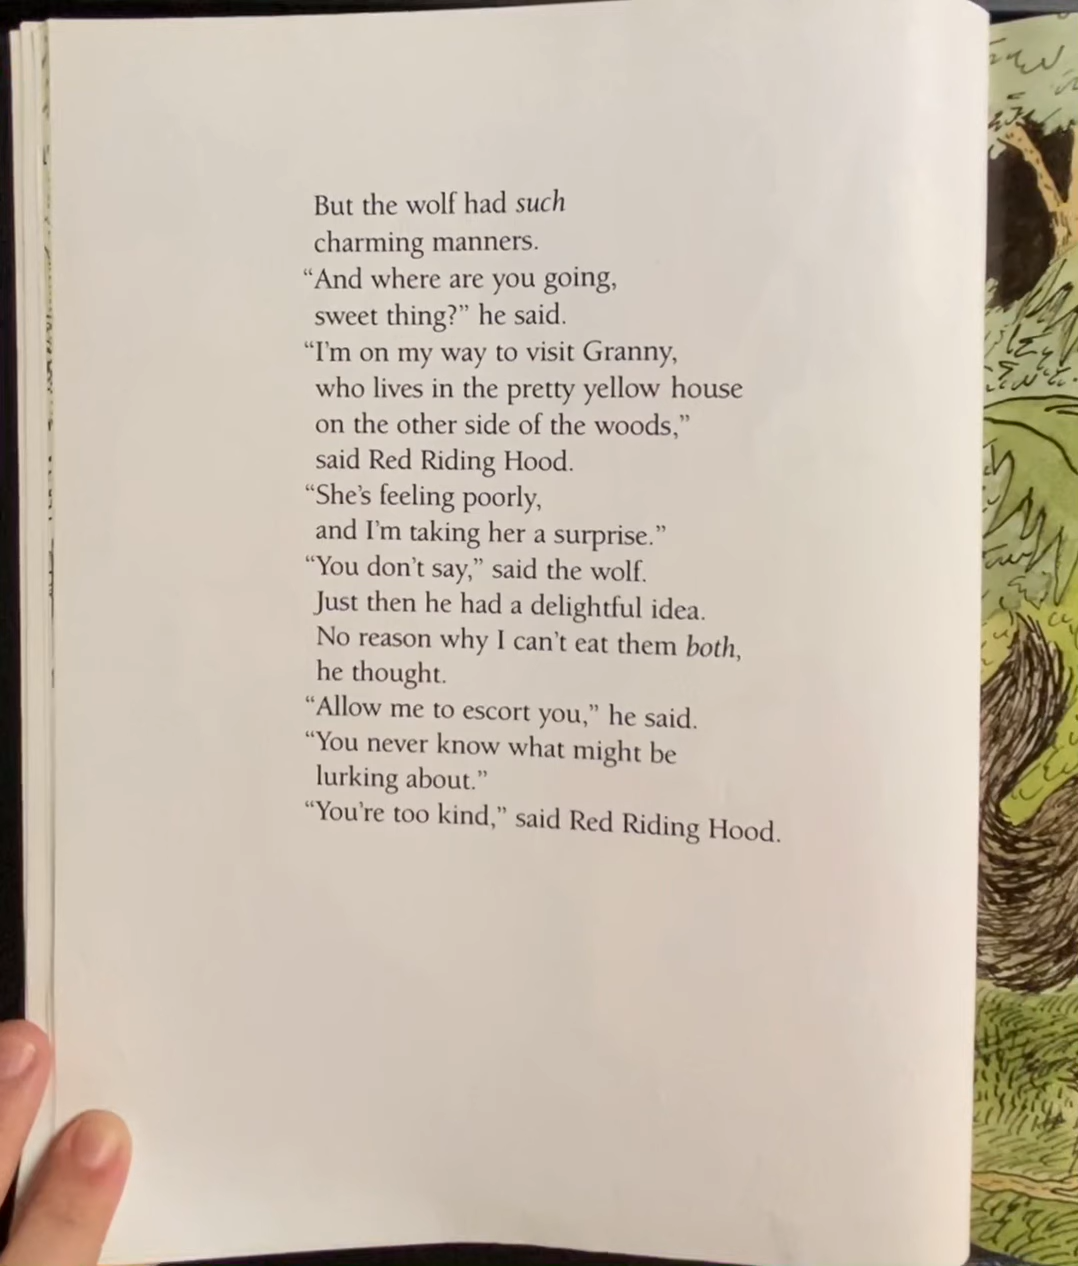 But the wolf had such
charming manners.
“And where are you going,
sweet thing?” he said.
“I’m on my way to visit Granny,
who lives in the pretty yellow house
on the other side of the woods,”
said Red Riding Hood.
“She’s feeling poorly,
and I’m taking her a surprise.”
“You don’t say,” said the wolf.
Just then he had a delightful idea.
No reason why I can’t eat them both,
he thought.
“Allow me to escort you,” he said.
“You never know what might be
lurking about.”
“You’re too kind,” said Red Riding Hood.